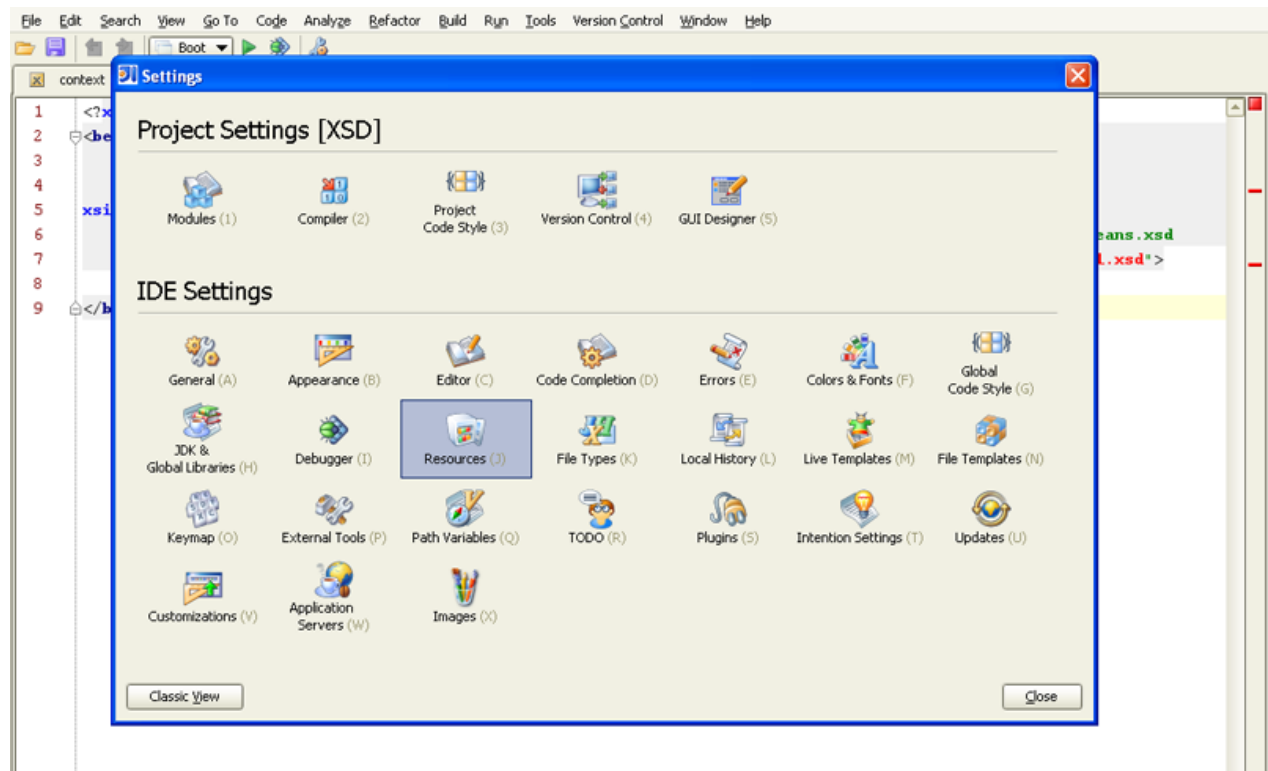 File Edit Search View Go To Code Analyze Refactor Build Run Tools Version Control Window Help
Boot
context
Settings
1 <?x
2 <be
3
4
5 xsi
6 eans.xsd
7 l.xsd">
8
9 </b
Project Settings [XSD]
Modules (1)
Compiler (2)
Project
Code Style (3)
Version Control (4)
GUI Designer (5)
IDE Settings
General (A)
Appearance (B)
Editor (C)
Code Completion (D)
Errors (E)
Colors & Fonts (F)
Global
Code Style (G)
JDK &
Global Libraries (H)
Debugger (I)
Resources (J)
File Types (K)
Local History (L)
Live Templates (M)
File Templates (N)
Keymap (O)
External Tools (P)
Path Variables (Q)
TODO (R)
Plugins (S)
Intention Settings (T)
Updates (U)
Customizations (V)
Application
Servers (W)
Images (X)
Classic View
Close